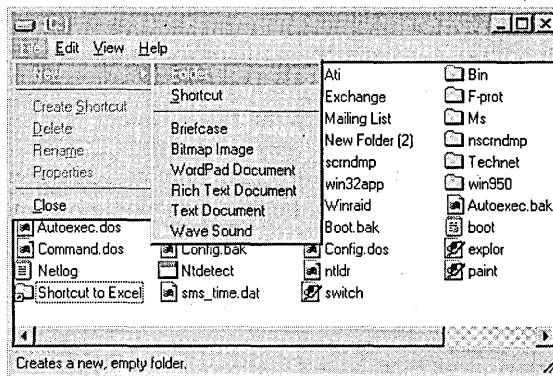 [C:]
File Edit View Help
New
Folder
Shortcut
Briefcase
Bitmap Image
WordPad Document
Rich Text Document
Text Document
Wave Sound
Create Shortcut
Delete
Rename
Properties
Close
Ati
Bin
Exchange
F-prot
Mailing List
Ms
New Folder (2)
nscrndmp
scrndmp
Technet
win32app
win950
Winraid
Autoexec.bak
Autoexec.dos
Boot.bak
boot
Command.dos
Config.bak
Config.dos
explor
Netlog
Ntdetect
ntldr
paint
Shortcut to Excel
sms_time.dat
switch
Creates a new, empty folder.